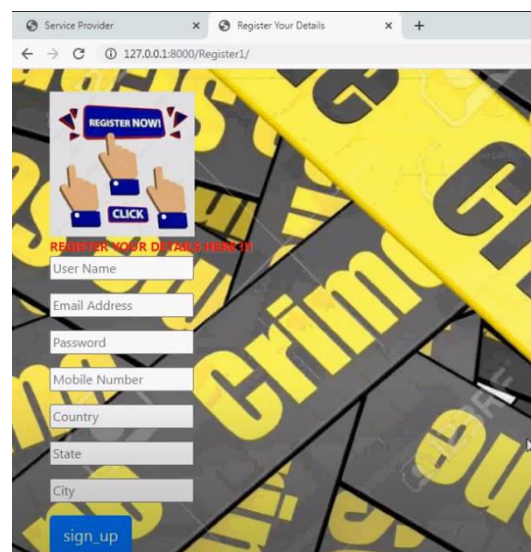 Service Provider
Register Your Details
127.0.0.1:8000/Register1/
REGISTER NOW!
CLICK
REGISTER YOUR DETAILS HERE !!!
User Name
Email Address
Password
Mobile Number
Country
State
City
sign_up
Crime